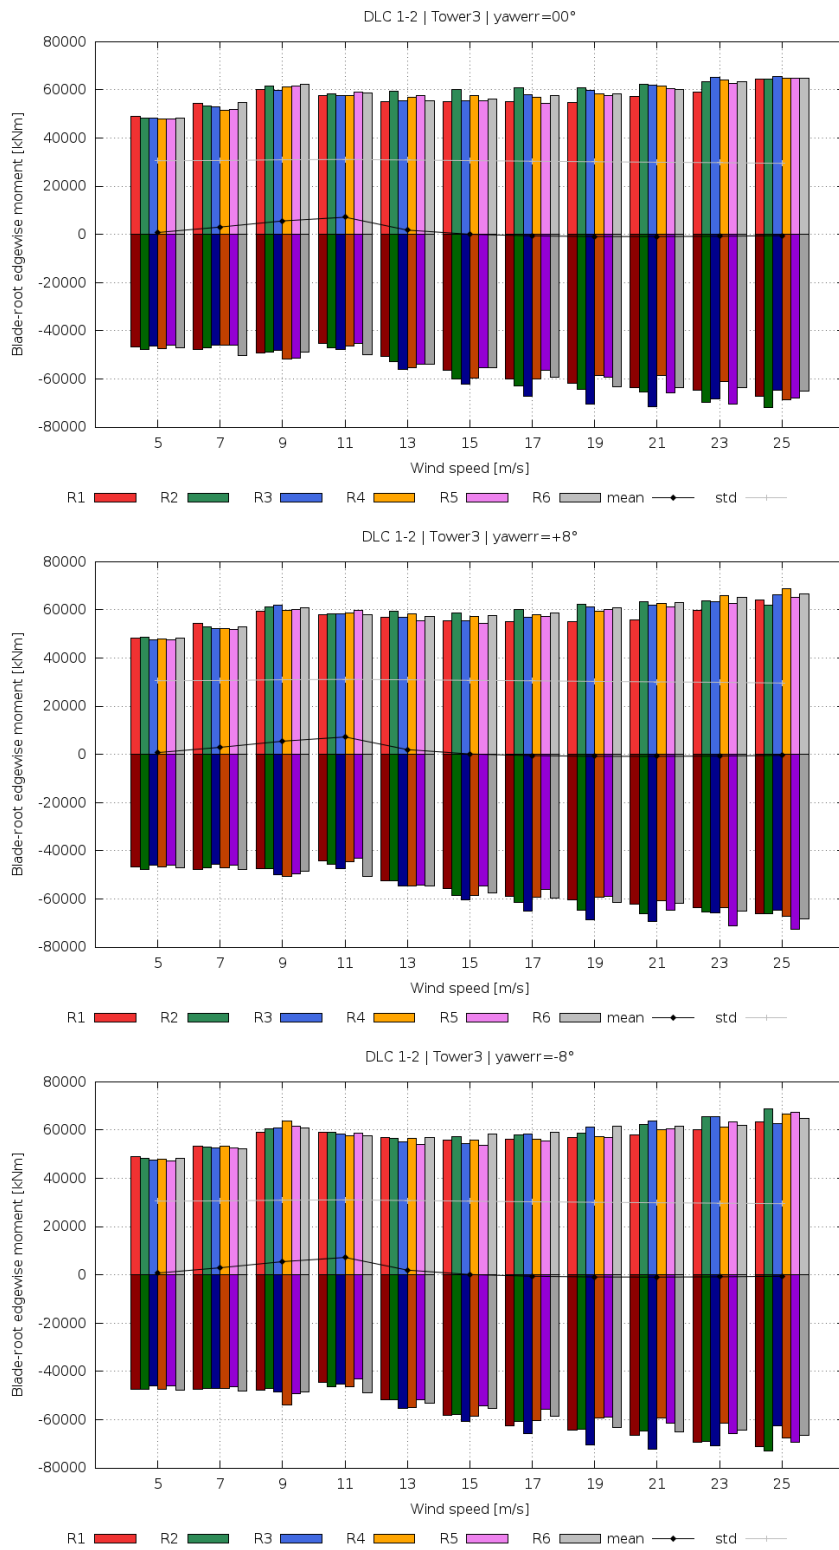 DLC 1-2 | Tower3 | yawerr=00°
80000
60000
40000
20000
0
-20000
-40000
-60000
-80000
Blade-root edgewise moment [kNm]
5 7 9 11 13 15 17 19 21 23 25
Wind speed [m/s]
R1 R2 R3 R4 R5 R6 mean std
DLC 1-2 | Tower3 | yawerr=+8°
80000
60000
40000
20000
0
-20000
-40000
-60000
-80000
Blade-root edgewise moment [kNm]
5 7 9 11 13 15 17 19 21 23 25
Wind speed [m/s]
R1 R2 R3 R4 R5 R6 mean std
DLC 1-2 | Tower3 | yawerr=-8°
80000
60000
40000
20000
0
-20000
-40000
-60000
-80000
Blade-root edgewise moment [kNm]
5 7 9 11 13 15 17 19 21 23 25
Wind speed [m/s]
R1 R2 R3 R4 R5 R6 mean std